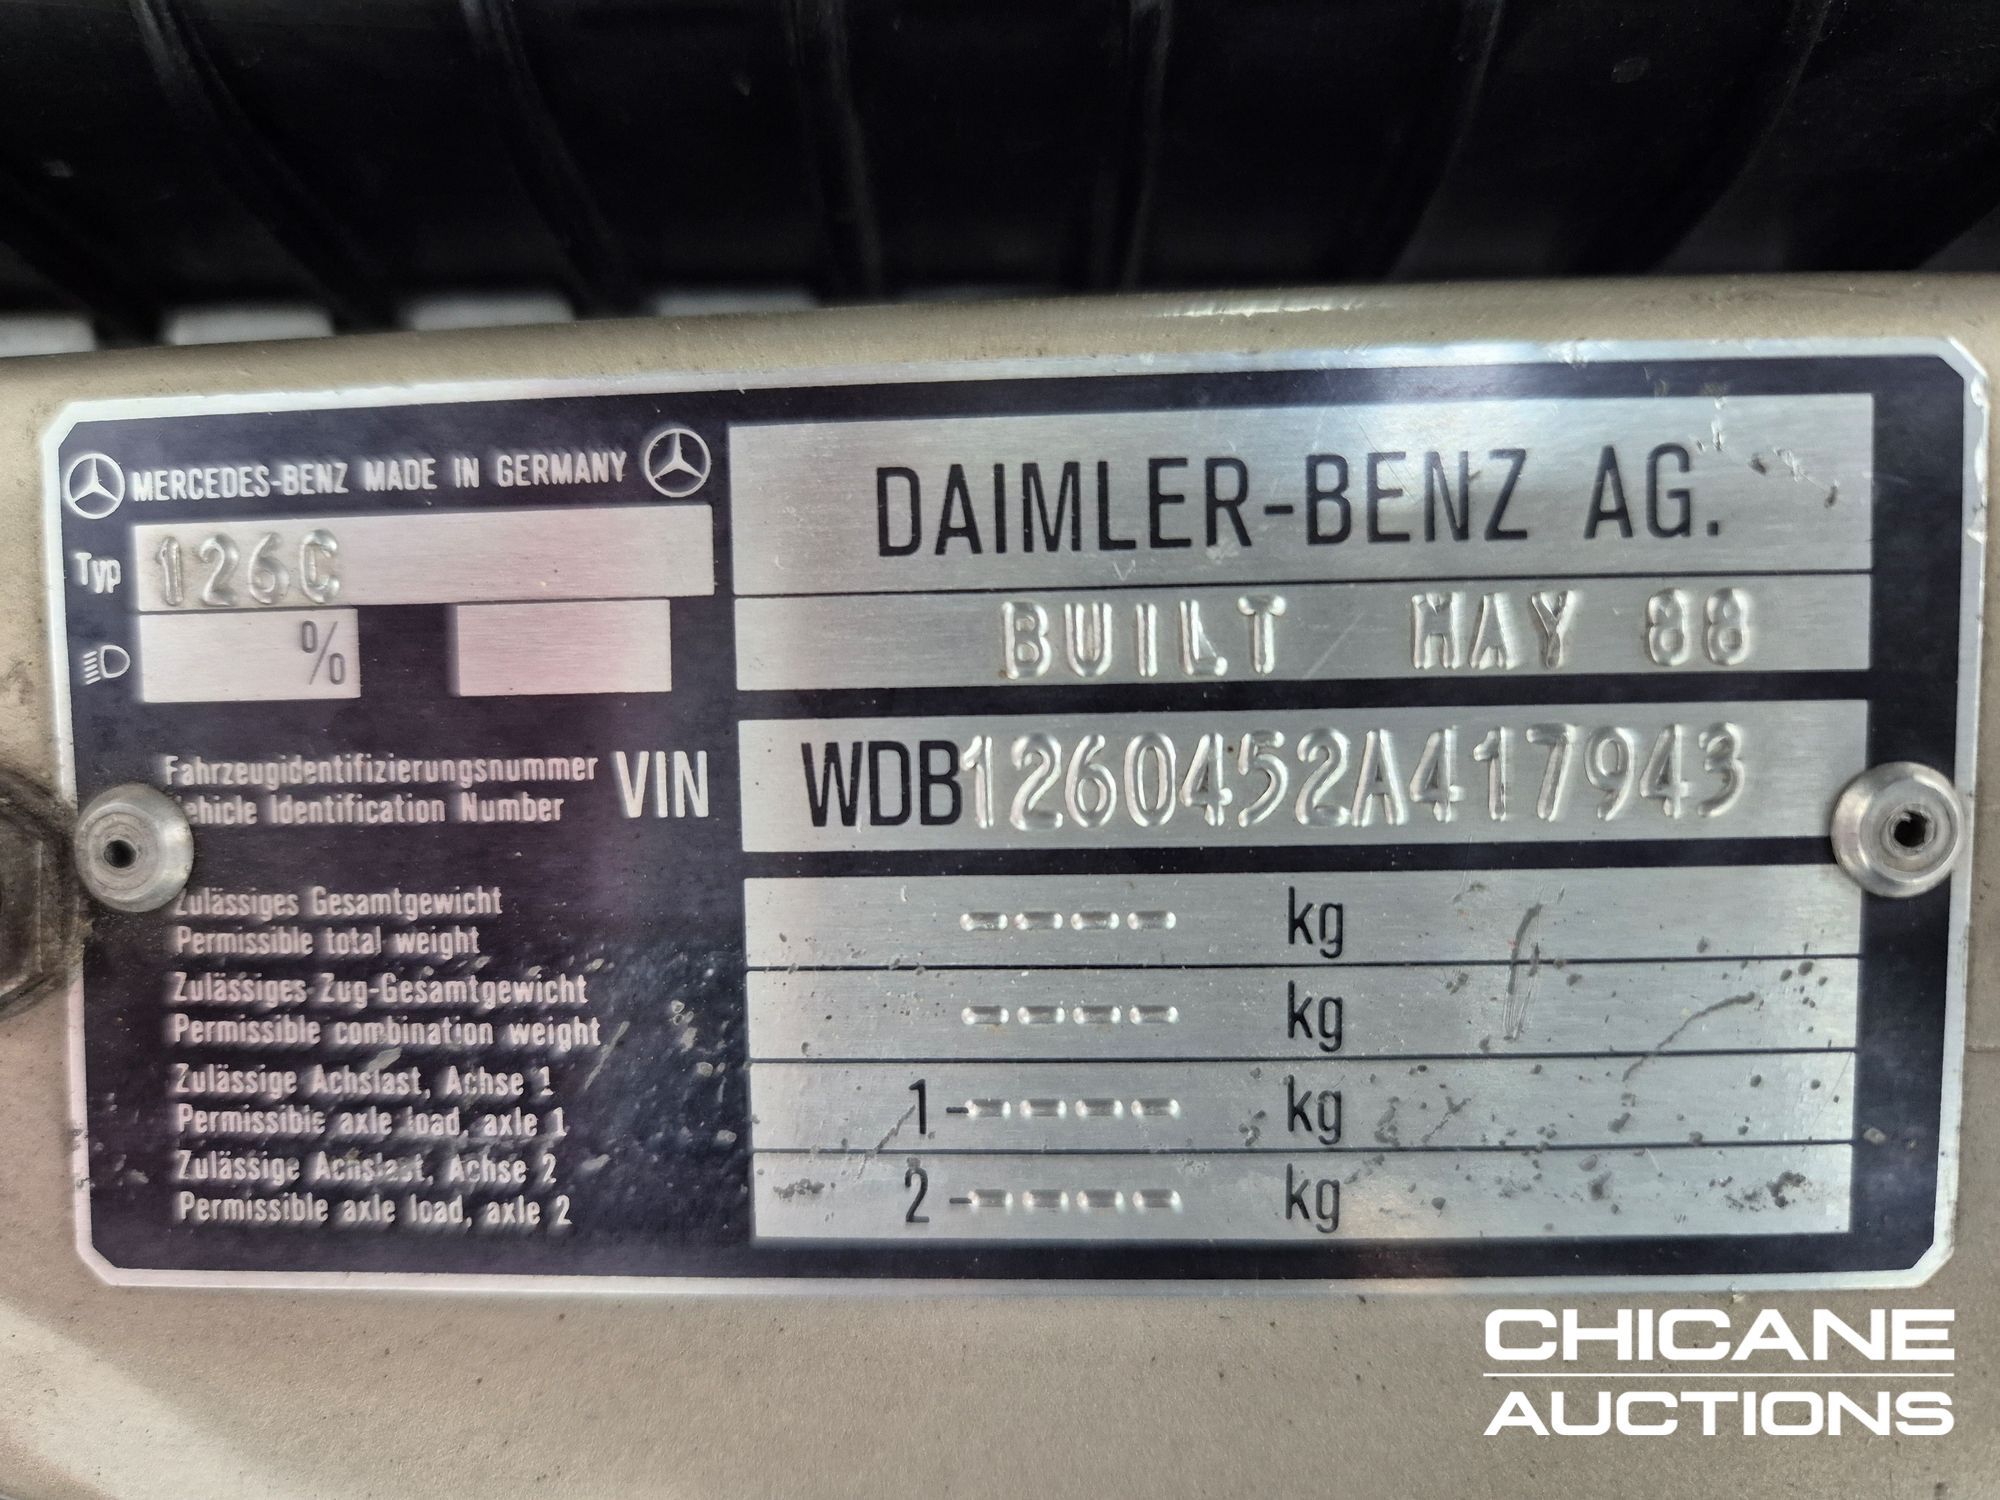 MERCEDES-BENZ MADE IN GERMANY
Typ 126C
%
DAIMLER-BENZ AG.
BUILT MAY 88
Fahrzeugidentifizierungsnummer
Vehicle Identification Number
VIN
WDB1260452A417943
Zulässiges Gesamtgewicht
Permissible total weight
---- kg
Zulässiges Zug-Gesamtgewicht
Permissible combination weight
---- kg
Zulässige Achslast, Achse 1
Permissible axle load, axle 1
1 - ---- kg
Zulässige Achslast, Achse 2
Permissible axle load, axle 2
2 - ---- kg
CHICANE
AUCTIONS